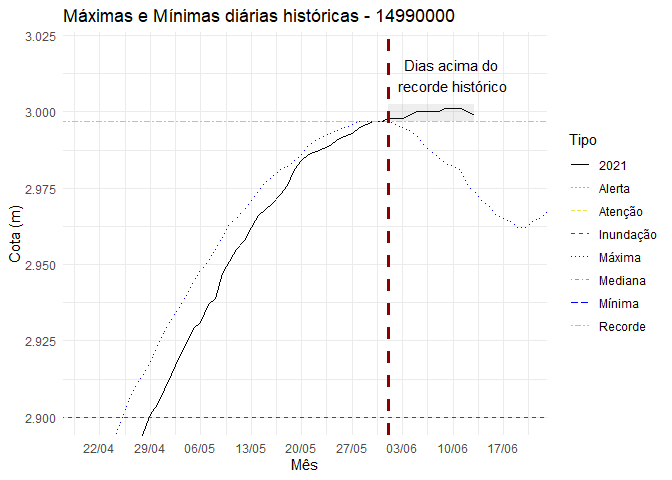 Máximas e Mínimas diárias históricas - 14990000
3.025
3.000
2.975
2.950
2.925
2.900
Cota (m)
Dias acima do
recorde histórico
22/04 29/04 06/05 13/05 20/05 27/05 03/06 10/06 17/06
Mês
Tipo
2021
Alerta
Atenção
Inundação
Máxima
Mediana
Mínima
Recorde